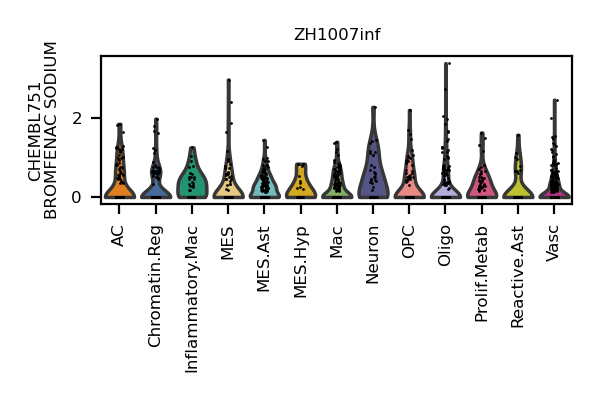 ZH1007inf
CHEMBL751
BROMFENAC SODIUM
2
0
AC
Chromatin.Reg
Inflammatory.Mac
MES
MES.Ast
MES.Hyp
Mac
Neuron
OPC
Oligo
Prolif.Metab
Reactive.Ast
Vasc